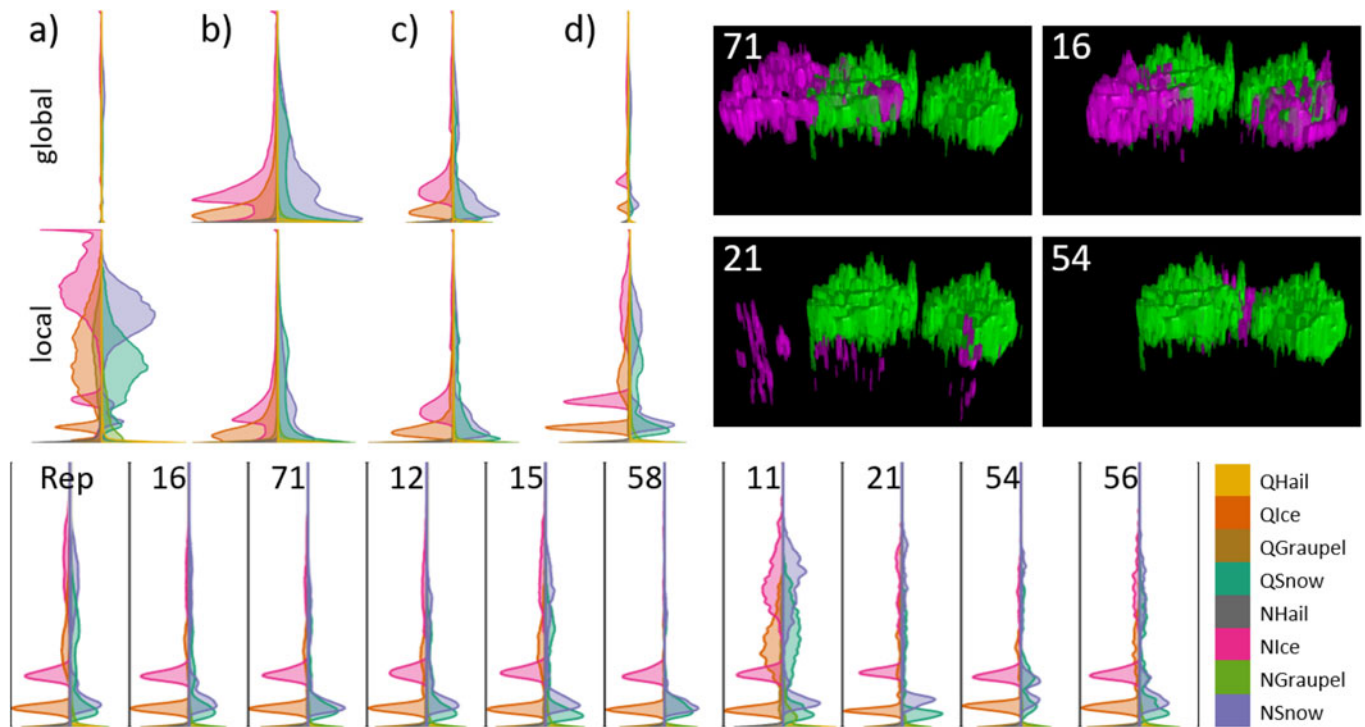 a) b) c) d)
global
local
71
16
21
54
Rep 16 71 12 15 58 11 21 54 56
QHail
QIce
QGraupel
QSnow
NHail
NIce
NGraupel
NSnow